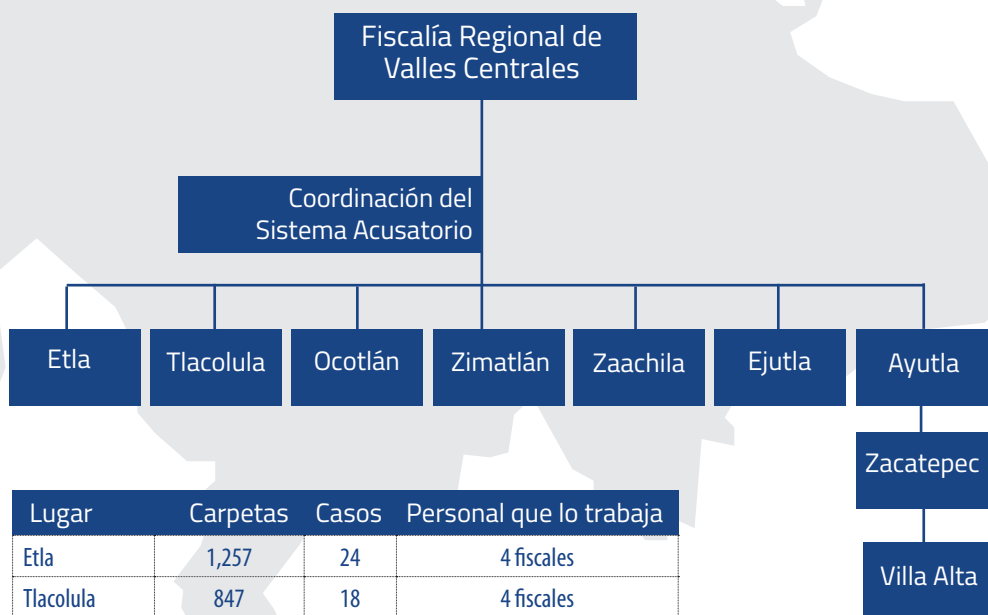 Fiscalía Regional de
Valles Centrales
Coordinación del
Sistema Acusatorio
Etla
Tlacolula
Ocotlán
Zimatlán
Zaachila
Ejutla
Ayutla
Zacatepec
Villa Alta
Lugar Carpetas Casos Personal que lo trabaja
Etla 1,257 24 4 fiscales
Tlacolula 847 18 4 fiscales